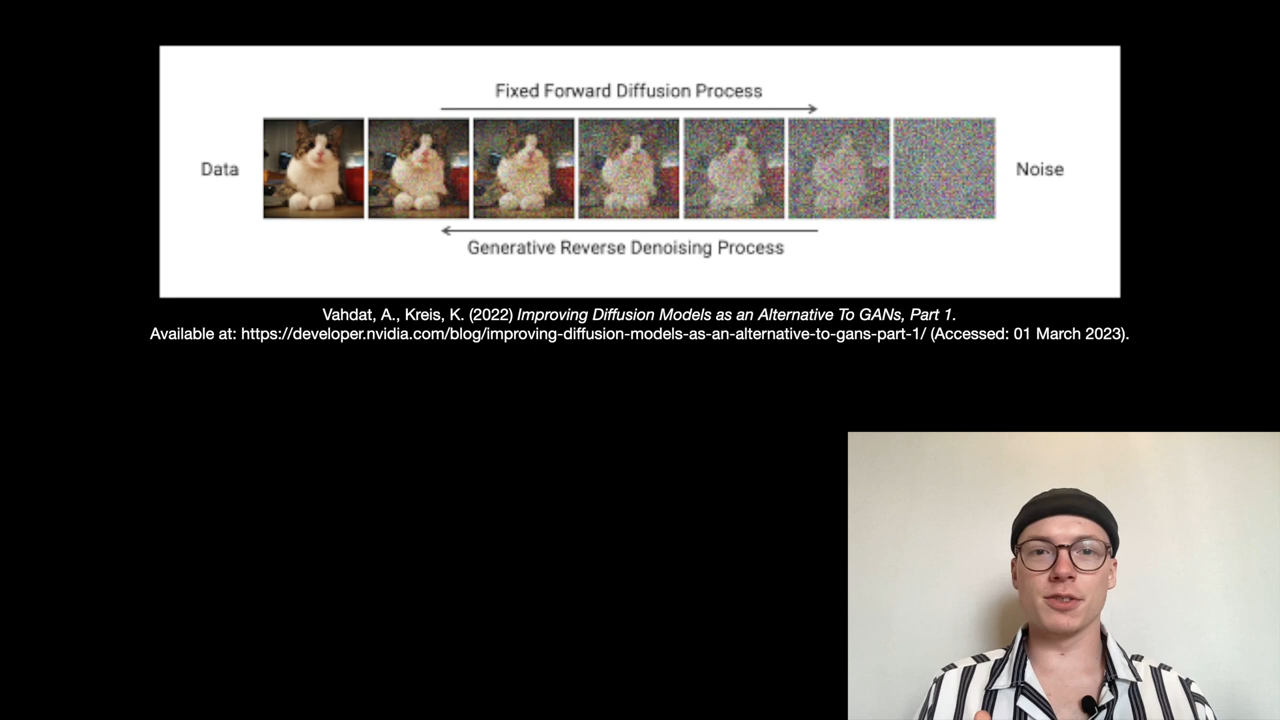 Fixed Forward Diffusion Process
Data
Noise
Generative Reverse Denoising Process
Vahdat, A., Kreis, K. (2022) Improving Diffusion Models as an Alternative To GANs, Part 1.
Available at: https://developer.nvidia.com/blog/improving-diffusion-models-as-an-alternative-to-gans-part-1/ (Accessed: 01 March 2023).